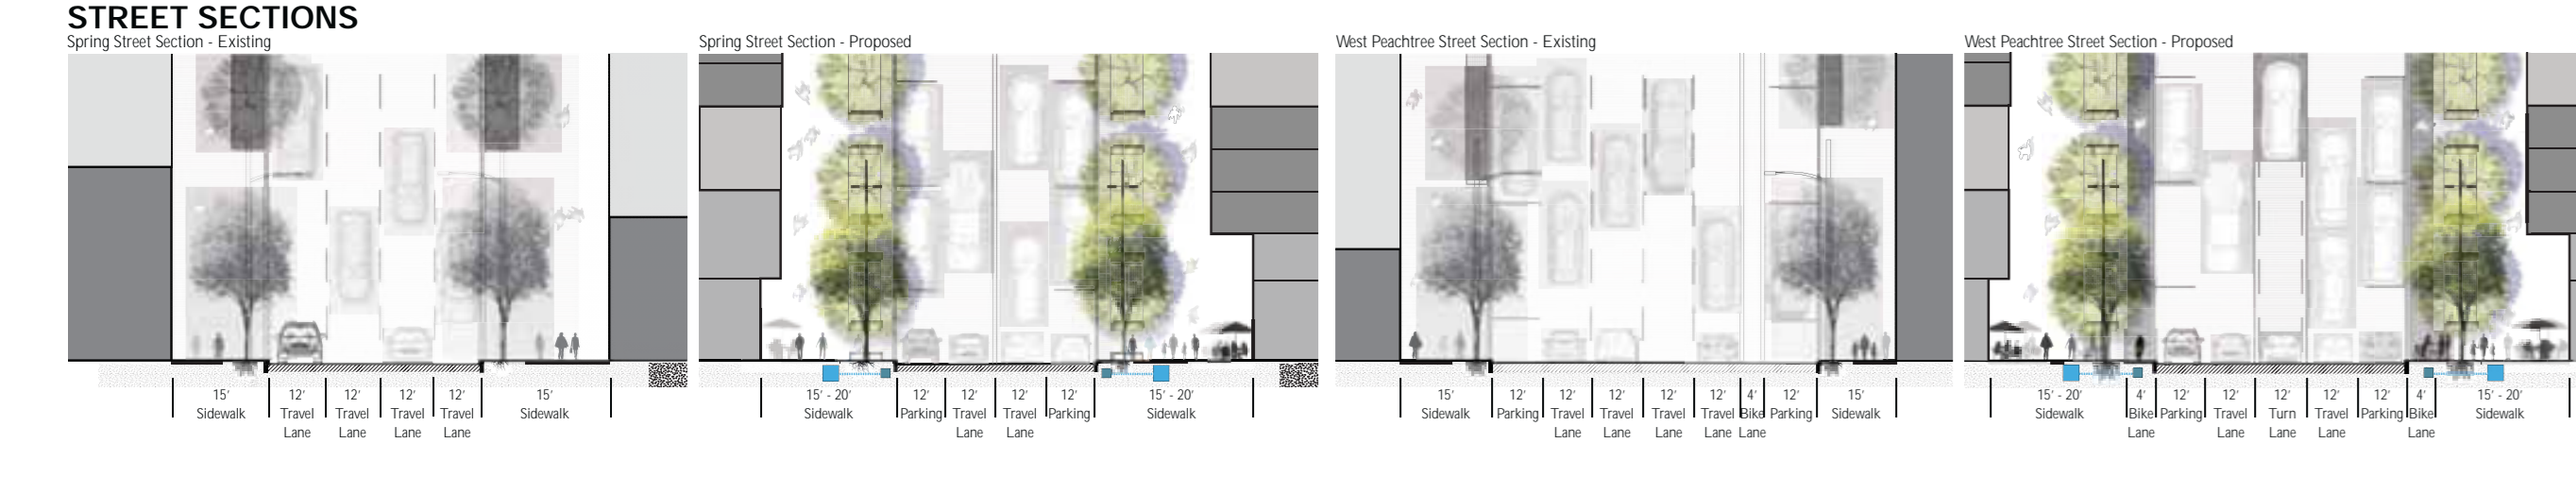 STREET SECTIONS
Spring Street Section - Existing
15' 12' 12' 12' 12' 15'
Sidewalk Travel Travel Travel Travel Sidewalk
Lane Lane Lane Lane
Spring Street Section - Proposed
15' - 20' 12' 12' 12' 12' 15' - 20'
Sidewalk Parking Travel Travel Parking Sidewalk
Lane Lane
West Peachtree Street Section - Existing
15' 12' 12' 12' 12' 12' 4' 12' 15'
Sidewalk Parking Travel Travel Travel Travel Bike Parking Sidewalk
Lane Lane Lane Lane Lane
West Peachtree Street Section - Proposed
15' - 20' 4' 12' 12' 12' 12' 12' 4' 15' - 20'
Sidewalk Bike Parking Travel Turn Travel Parking Bike Sidewalk
Lane Lane Lane Lane Lane